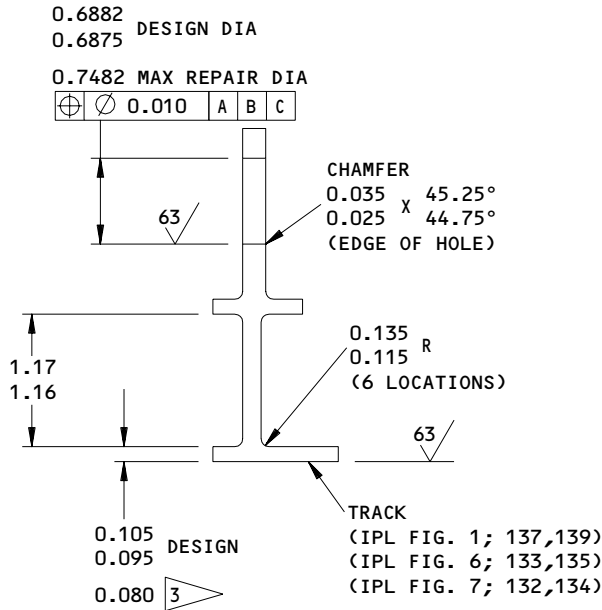 0.6882
0.6875 DESIGN DIA
0.7482 MAX REPAIR DIA
⌖ ∅ 0.010 A B C
CHAMFER
0.035 X 45.25°
0.025 44.75°
(EDGE OF HOLE)
63
1.17
1.16
0.135
0.115 R
(6 LOCATIONS)
63
TRACK
(IPL FIG. 1; 137,139)
(IPL FIG. 6; 133,135)
(IPL FIG. 7; 132,134)
0.105
0.095 DESIGN
0.080 3